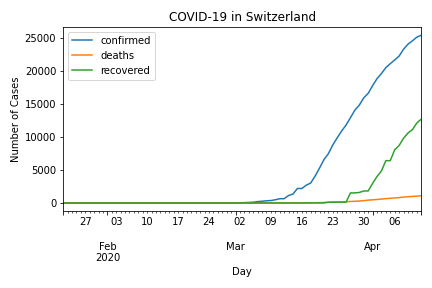 COVID-19 in Switzerland
confirmed
deaths
recovered
Number of Cases
25000
20000
15000
10000
5000
0
27 03 10 17 24 02 09 16 23 30 06
Feb Mar Apr
2020
Day